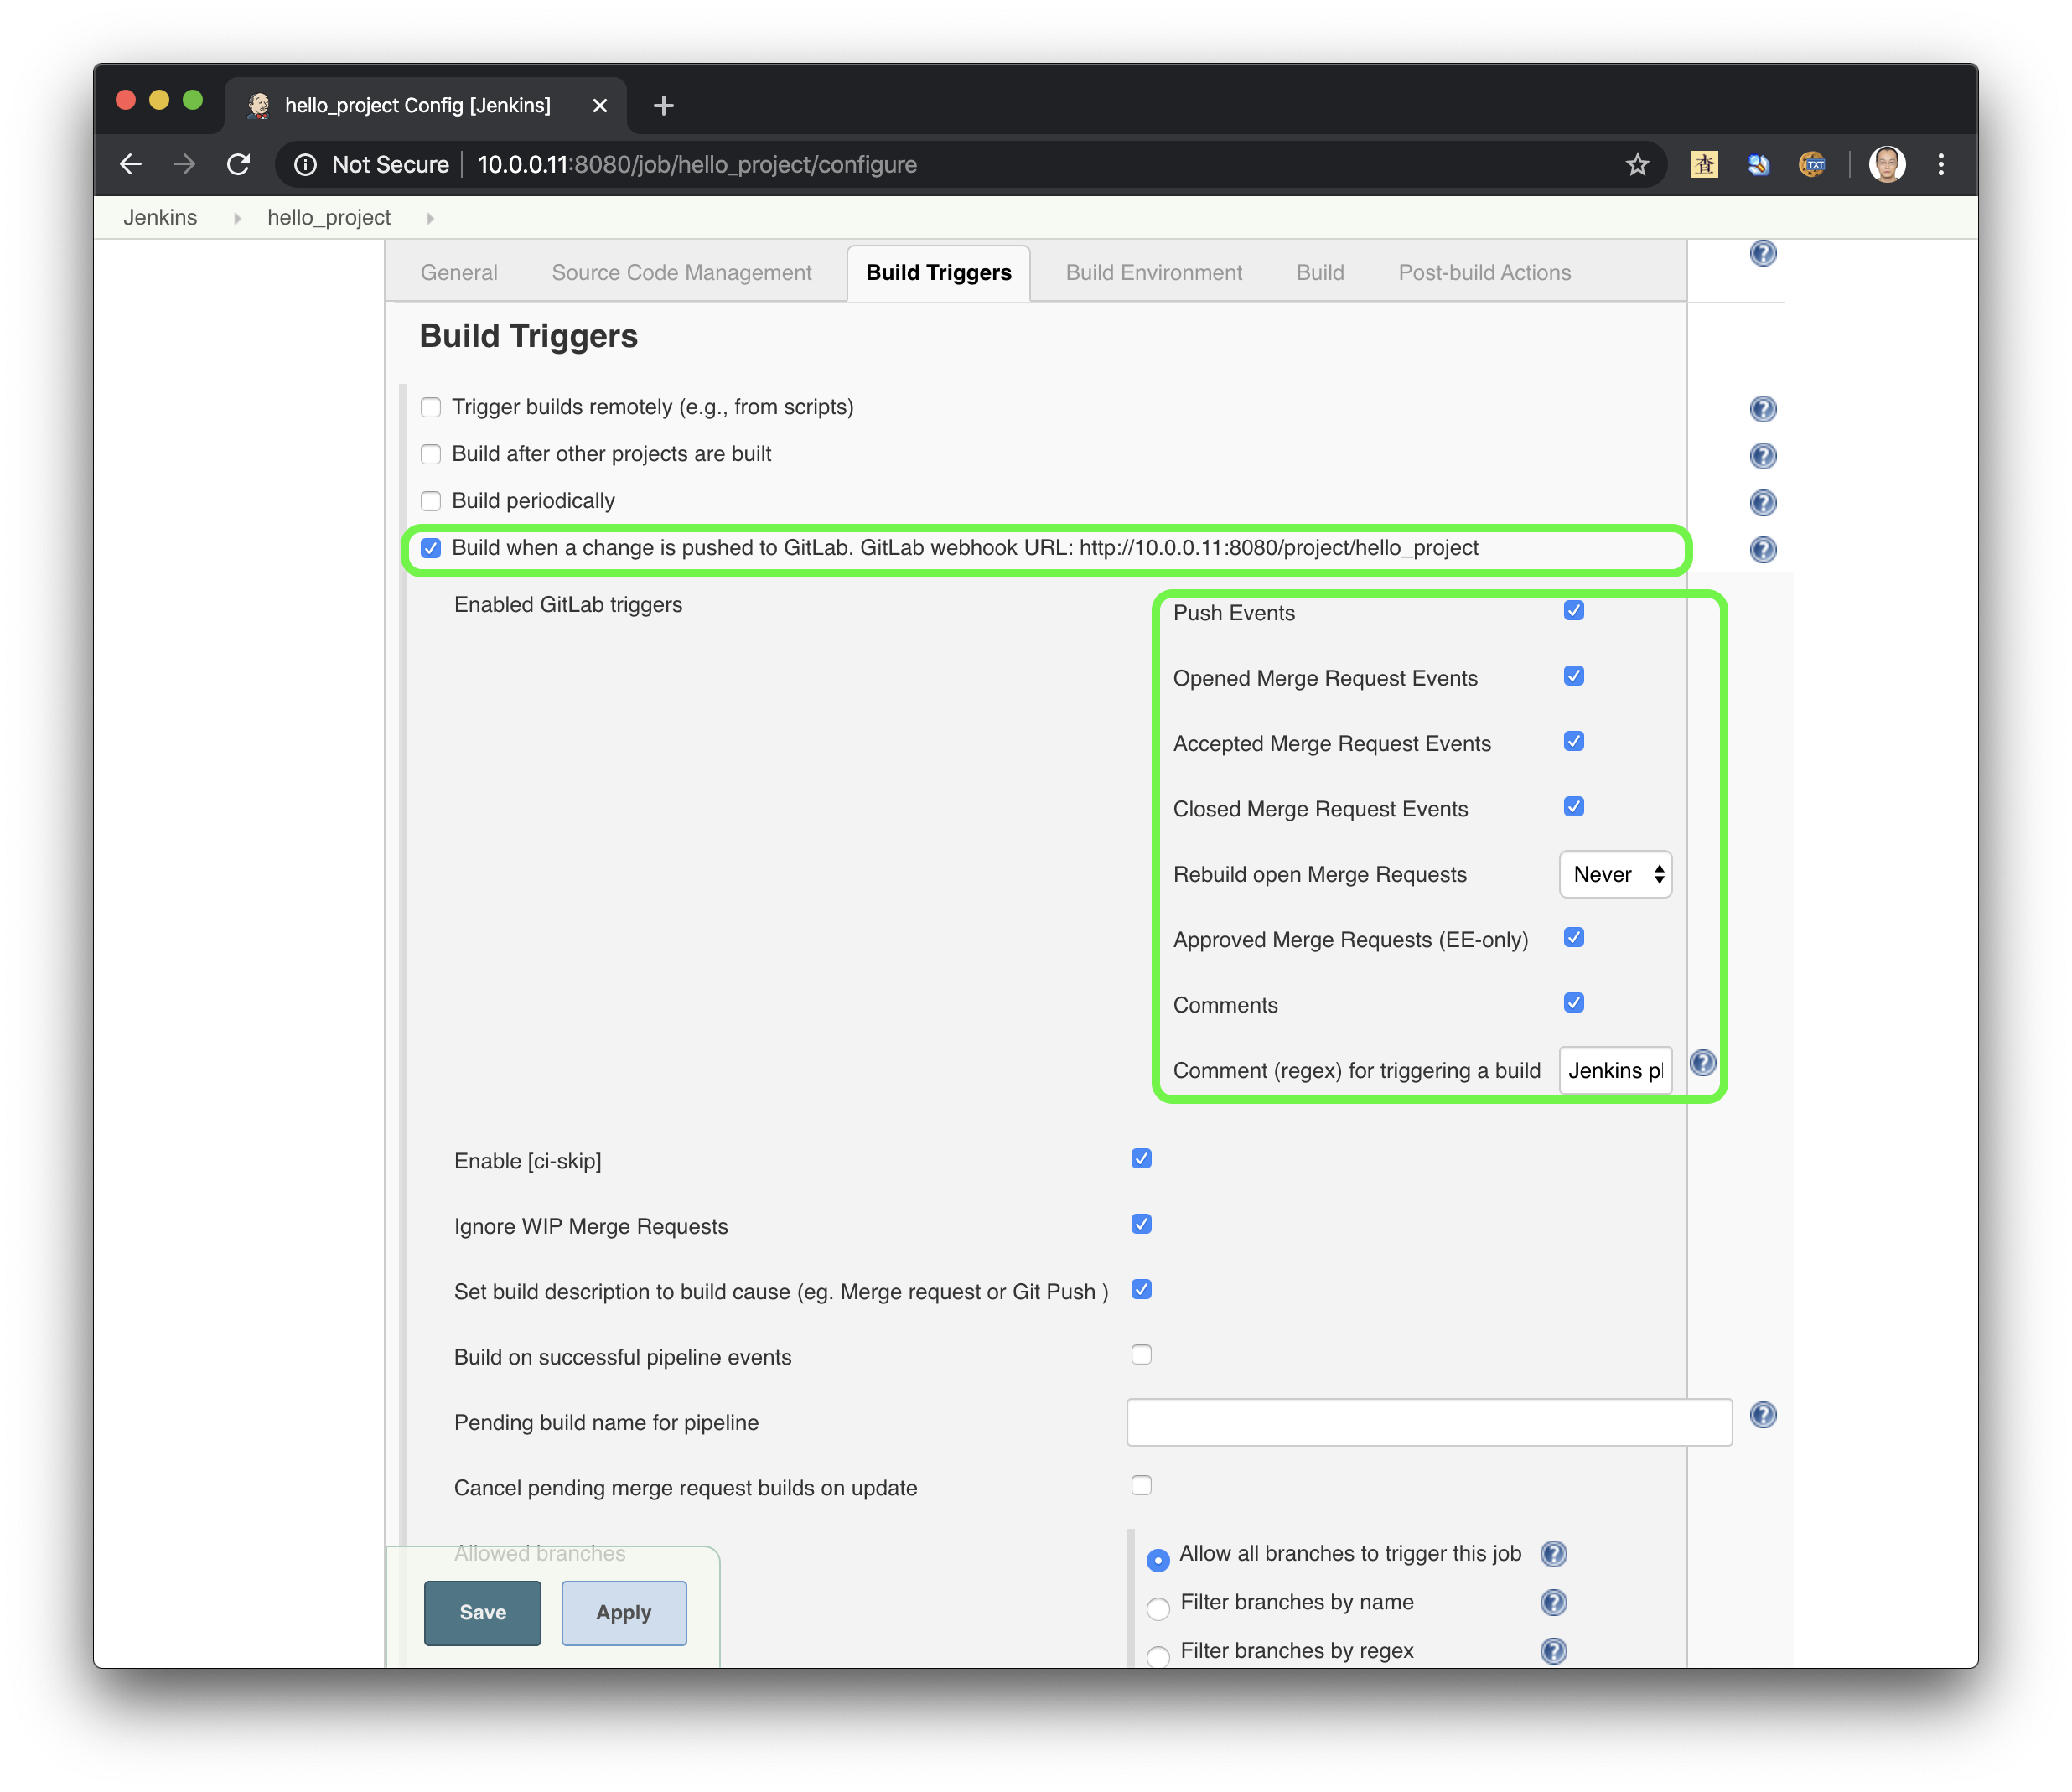 hello_project Config [Jenkins]
Not Secure 10.0.0.11:8080/job/hello_project/configure
查 TXT
Jenkins hello_project
General Source Code Management Build Triggers Build Environment Build Post-build Actions
Build Triggers
Trigger builds remotely (e.g., from scripts)
Build after other projects are built
Build periodically
Build when a change is pushed to GitLab. GitLab webhook URL: http://10.0.0.11:8080/project/hello_project
Enabled GitLab triggers
Push Events
Opened Merge Request Events
Accepted Merge Request Events
Closed Merge Request Events
Rebuild open Merge Requests Never
Approved Merge Requests (EE-only)
Comments
Comment (regex) for triggering a build Jenkins pl
Enable [ci-skip]
Ignore WIP Merge Requests
Set build description to build cause (eg. Merge request or Git Push )
Build on successful pipeline events
Pending build name for pipeline
Cancel pending merge request builds on update
Allowed branches
Allow all branches to trigger this job
Filter branches by name
Filter branches by regex
Save Apply